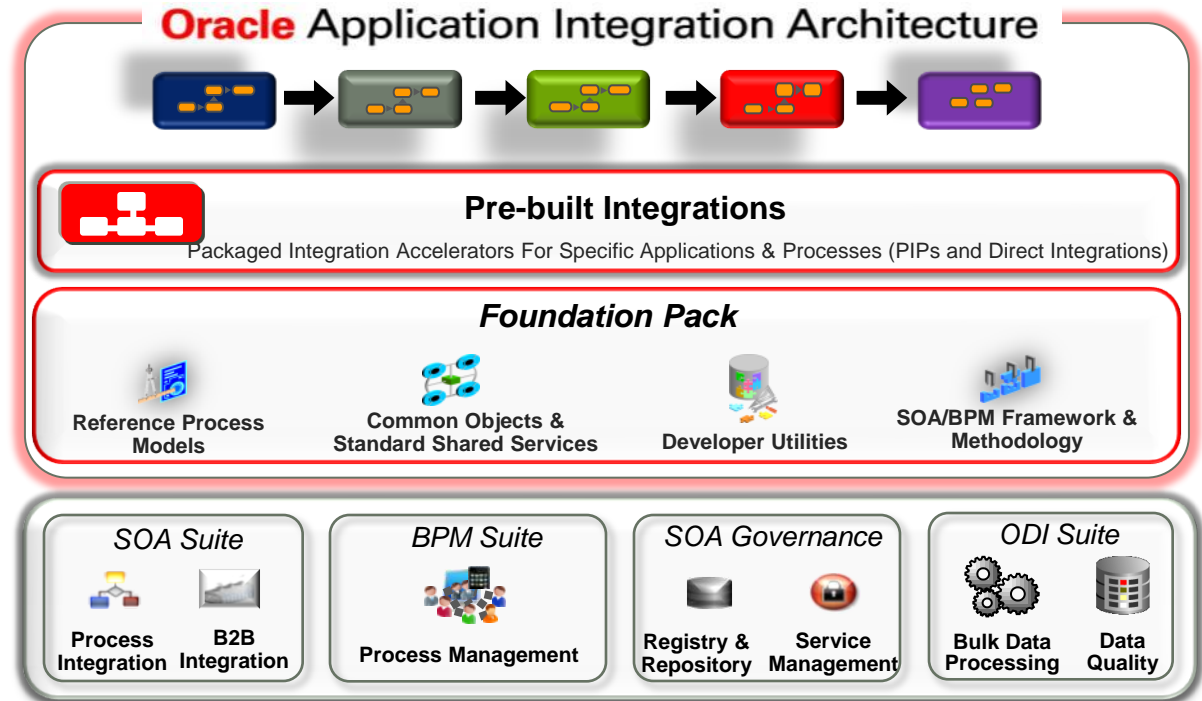 Oracle Application Integration Architecture
Pre-built Integrations
Packaged Integration Accelerators For Specific Applications & Processes (PIPs and Direct Integrations)
Foundation Pack
Reference Process
Models
Common Objects &
Standard Shared Services
Developer Utilities
SOA/BPM Framework &
Methodology
SOA Suite
Process
Integration
B2B
Integration
BPM Suite
Process Management
SOA Governance
Registry &
Repository
Service
Management
ODI Suite
Bulk Data
Processing
Data
Quality